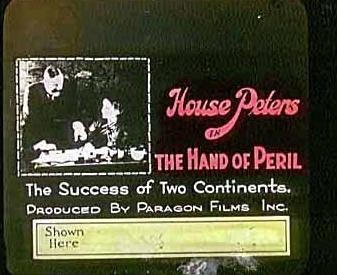 House Peters
IN
THE HAND OF PERIL
The Success of Two Continents.
PRODUCED BY PARAGON FILMS INC.
Shown
Here